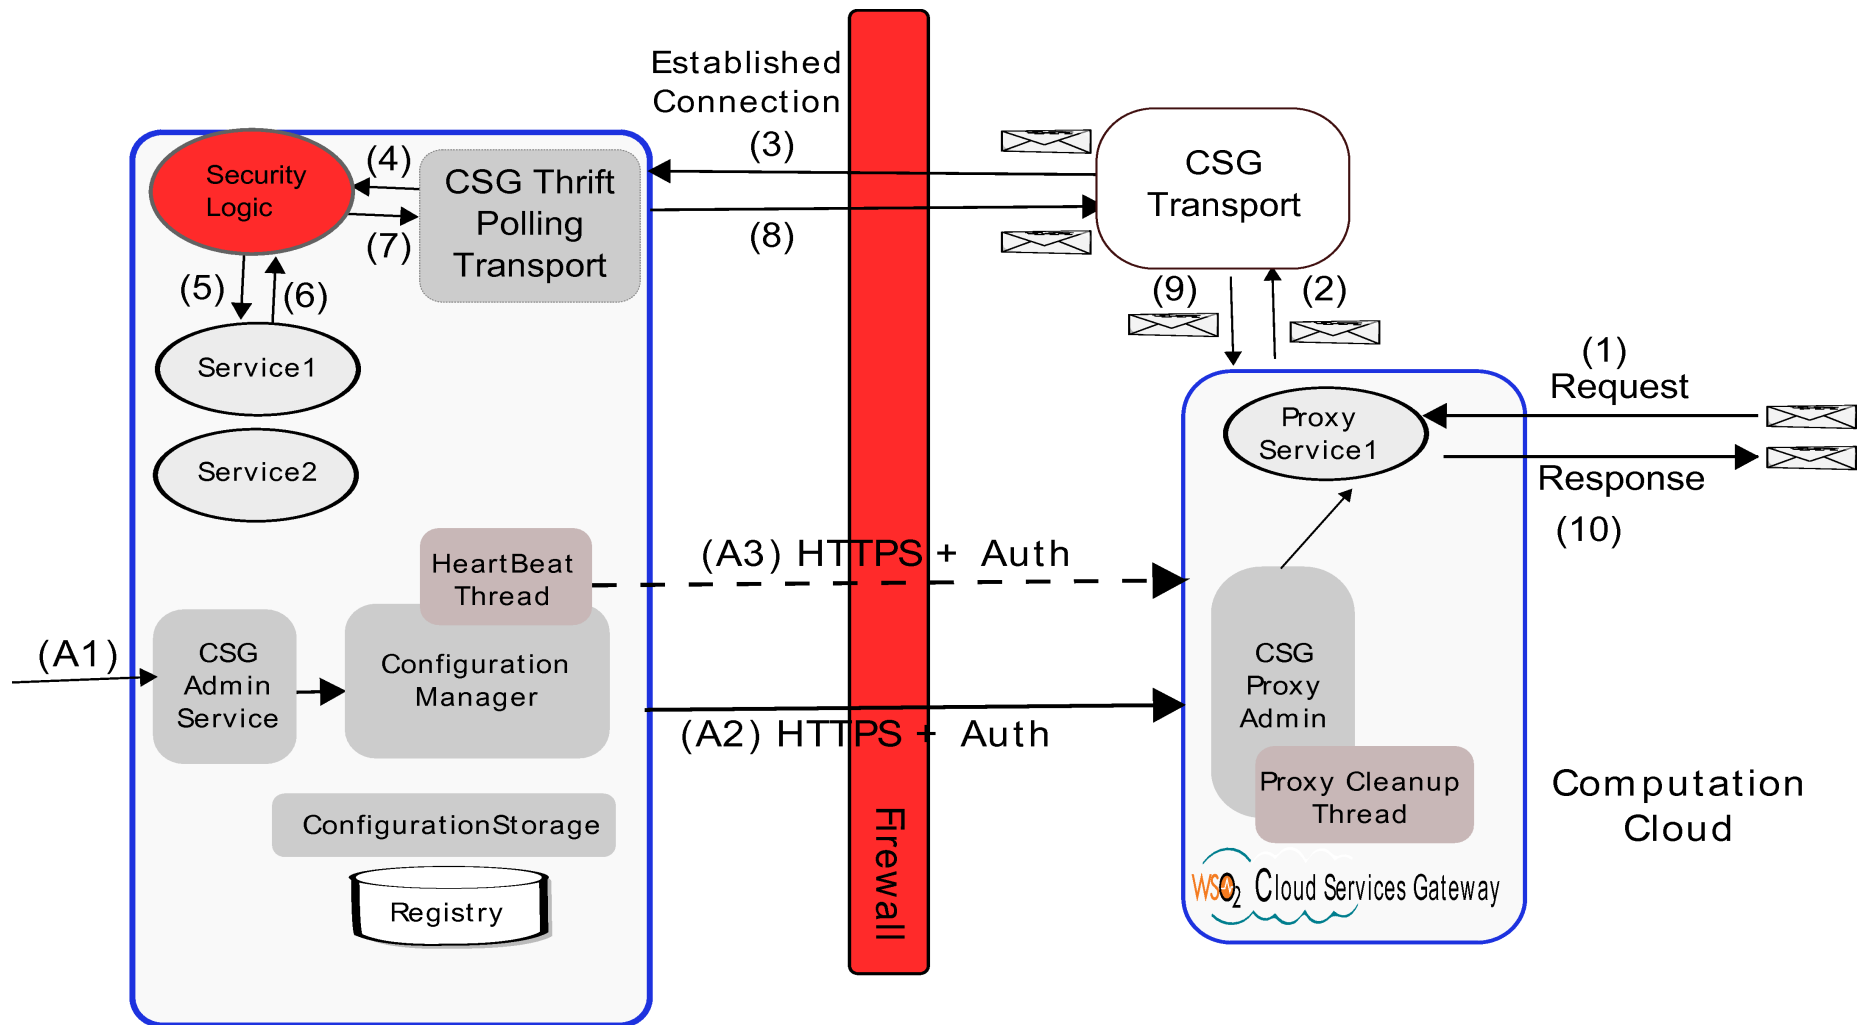 Established
Connection
(3)
(8)
Security
Logic
(4)
(7)
CSG Thrift
Polling
Transport
(5)
(6)
Service1
Service2
CSG
Transport
(9)
(2)
(1)
Request
Response
(10)
Proxy
Service1
HeartBeat
Thread
(A3) HTTPS + Auth
(A1)
CSG
Admin
Service
Configuration
Manager
(A2) HTTPS + Auth
CSG
Proxy
Admin
Proxy Cleanup
Thread
Computation
Cloud
ConfigurationStorage
Registry
Firewall
WSO2 Cloud Services Gateway